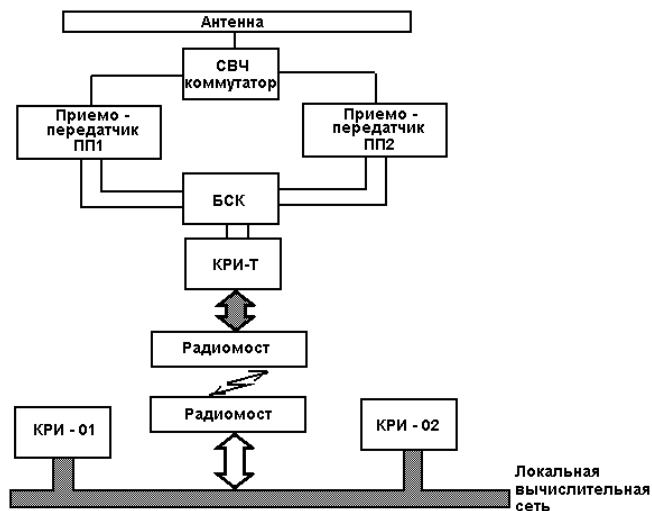 Антенна
СВЧ
коммутатор
Приемо -
передатчик
ПП1
Приемо -
передатчик
ПП2
БСК
КРИ-Т
Радиомост
Радиомост
КРИ - 01
КРИ - 02
Локальная
вычислительная
сеть